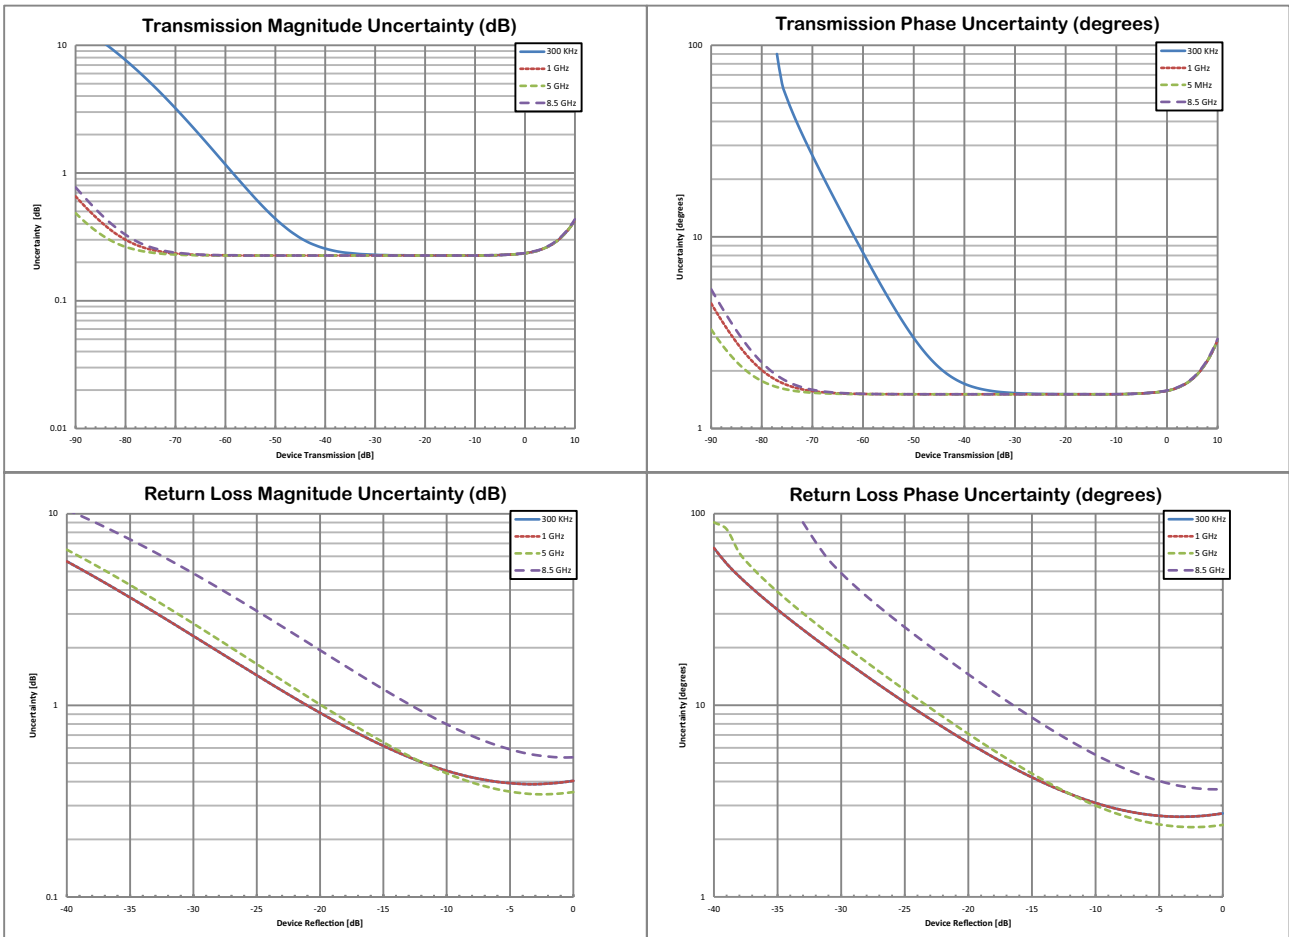 Transmission Magnitude Uncertainty (dB)
10
1
0.1
0.01
Uncertainty [dB]
300 KHz
1 GHz
5 GHz
8.5 GHz
-90 -80 -70 -60 -50 -40 -30 -20 -10 0 10
Device Transmission [dB]
Transmission Phase Uncertainty (degrees)
100
10
1
Uncertainty [degrees]
300 KHz
1 GHz
5 MHz
8.5 GHz
-90 -80 -70 -60 -50 -40 -30 -20 -10 0 10
Device Transmission [dB]
Return Loss Magnitude Uncertainty (dB)
10
1
0.1
Uncertainty [dB]
300 KHz
1 GHz
5 GHz
8.5 GHz
-40 -35 -30 -25 -20 -15 -10 -5 0
Device Reflection [dB]
Return Loss Phase Uncertainty (degrees)
100
10
1
Uncertainty [degrees]
300 KHz
1 GHz
5 GHz
8.5 GHz
-40 -35 -30 -25 -20 -15 -10 -5 0
Device Reflection [dB]